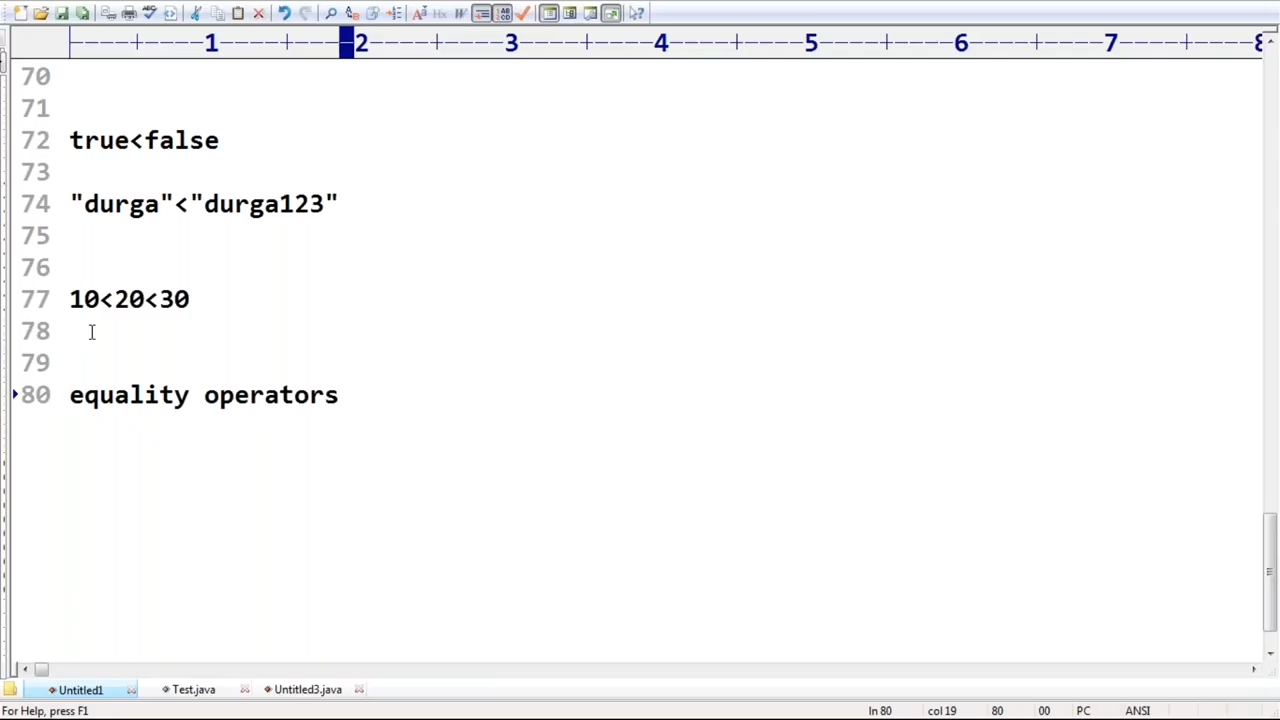 1 2 3 4 5 6 7 8
70
71
72 true<false
73
74 "durga"<"durga123"
75
76
77 10<20<30
78
79
80 equality operators
Untitled1 Test.java Untitled3.java
For Help, press F1 ln 80 col 19 80 00 PC ANSI